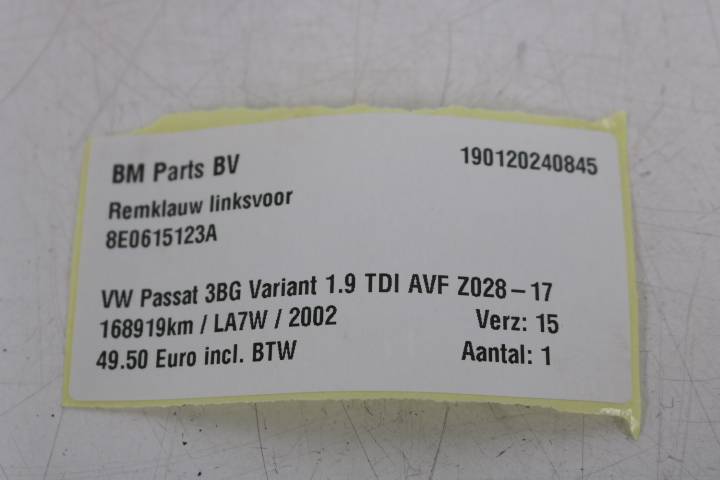 BM Parts BV 190120240845
Remklauw linksvoor
8E0615123A
VW Passat 3BG Variant 1.9 TDI AVF Z028-17
168919km / LA7W / 2002 Verz: 15
49.50 Euro incl. BTW Aantal: 1